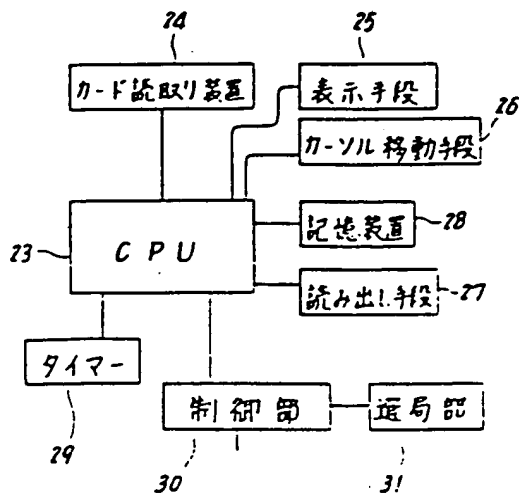 24
25
カード読取り装置
表示手段
26
カーソル移動手段
23
CPU
記憶装置
28
読み出し手段
27
タイマー
29
制御部
選局部
30
31